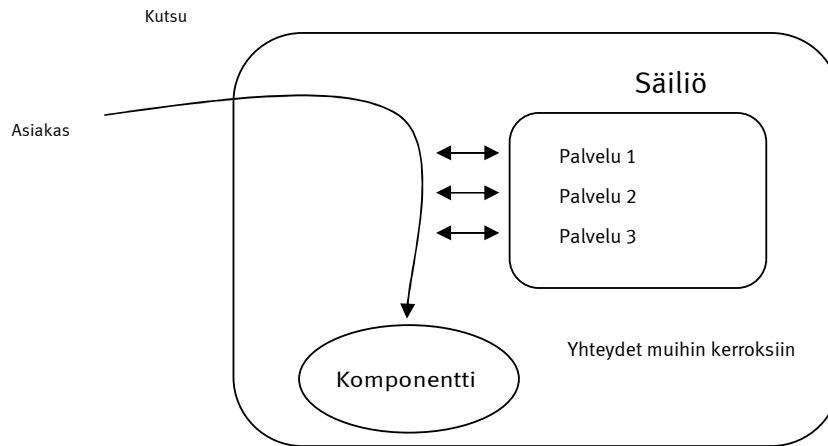 Kutsu
Säiliö
Asiakas
Palvelu 1
Palvelu 2
Palvelu 3
Yhteydet muihin kerroksiin
Komponentti